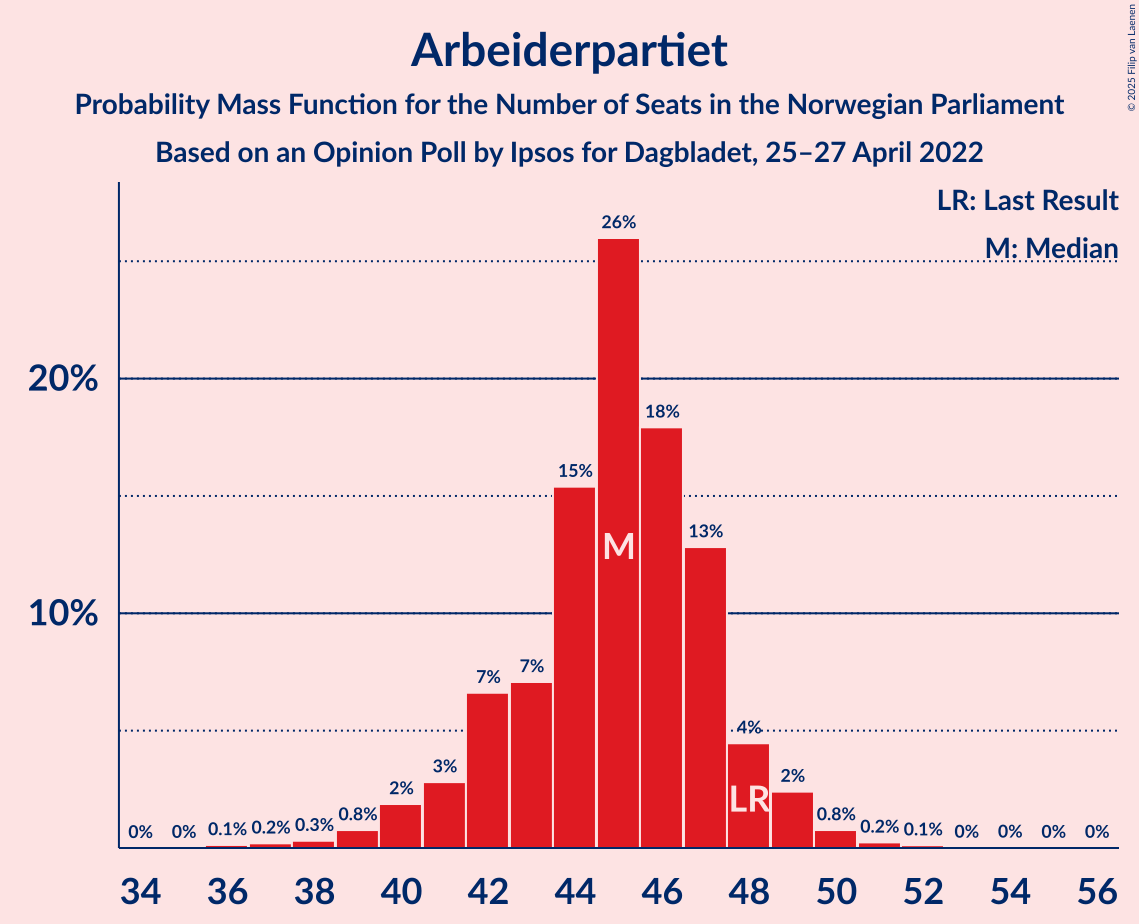 Arbeiderpartiet
Probability Mass Function for the Number of Seats in the Norwegian Parliament
Based on an Opinion Poll by Ipsos for Dagbladet, 25–27 April 2022
© 2025 Filip van Laenen
LR: Last Result
M: Median
20%
10%
0%
0%
0.1%
0.2%
0.3%
0.8%
2%
3%
7%
7%
15%
26%
18%
13%
4%
2%
0.8%
0.2%
0.1%
0%
0%
0%
0%
M
LR
34 36 38 40 42 44 46 48 50 52 54 56